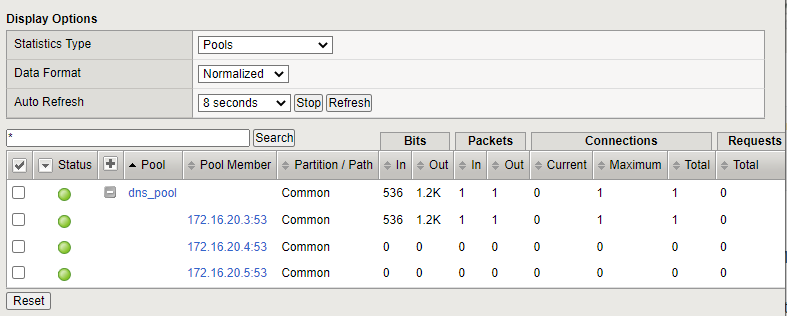 Display Options
Statistics Type Pools
Data Format Normalized
Auto Refresh 8 seconds Stop Refresh
* Search Bits Packets Connections Requests
Status Pool Pool Member Partition / Path In Out In Out Current Maximum Total Total
dns_pool Common 536 1.2K 1 1 0 1 1 0
172.16.20.3:53 Common 536 1.2K 1 1 0 1 1 0
172.16.20.4:53 Common 0 0 0 0 0 0 0 0
172.16.20.5:53 Common 0 0 0 0 0 0 0 0
Reset